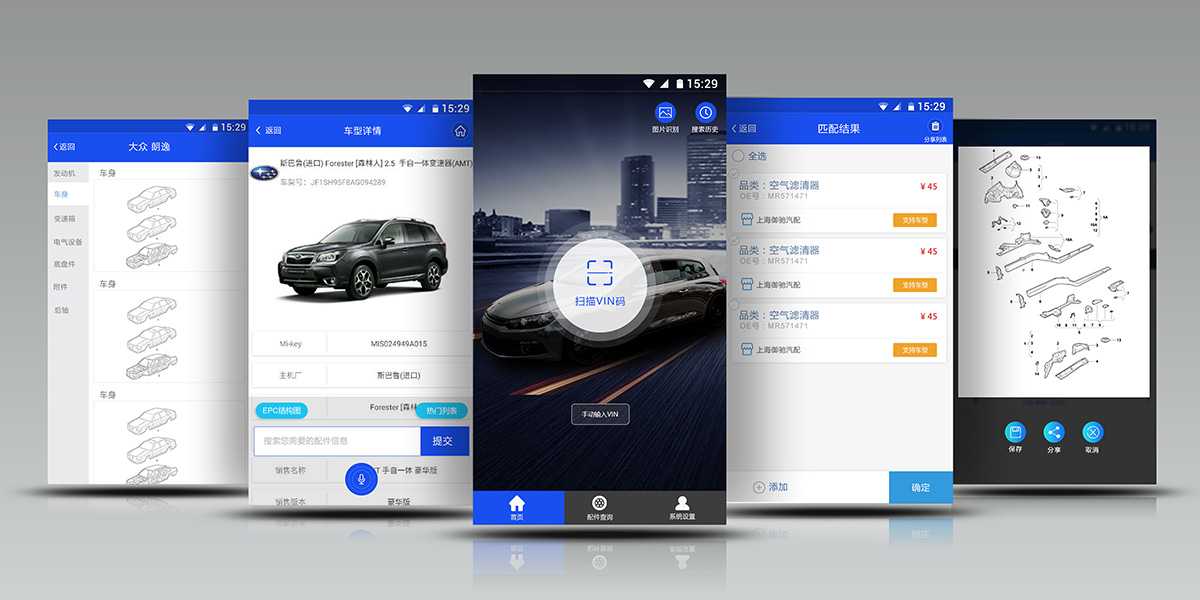 15:29
返回
大众 朗逸
发动机
车身
变速箱
电气设备
底盘件
附件
后轴
车身
车身
车身
15:29
返回
车型详情
斯巴鲁(进口) Forester [森林人] 2.5 手自一体变速器(AMT)
车架号：JF1SH95F8AG094289
Mi-key
MIS024949A015
主机厂
斯巴鲁(进口)
EPC结构图
Forester [森林
热门列表
搜索您需要的配件信息
提交
销售名称
T 手自一体 豪华版
销售版本
豪华版
15:29
图片识别
搜索历史
扫描VIN码
手动输入VIN
首页
配件查询
系统设置
15:29
返回
匹配结果
分享列表
全选
品类：空气滤清器
¥ 45
OE号：MR571471
上海御驰汽配
支持车型
品类：空气滤清器
¥ 45
OE号：MR571471
上海御驰汽配
支持车型
品类：空气滤清器
¥ 45
OE号：MR571471
上海御驰汽配
支持车型
添加
确定
15:29
保存
分享
取消